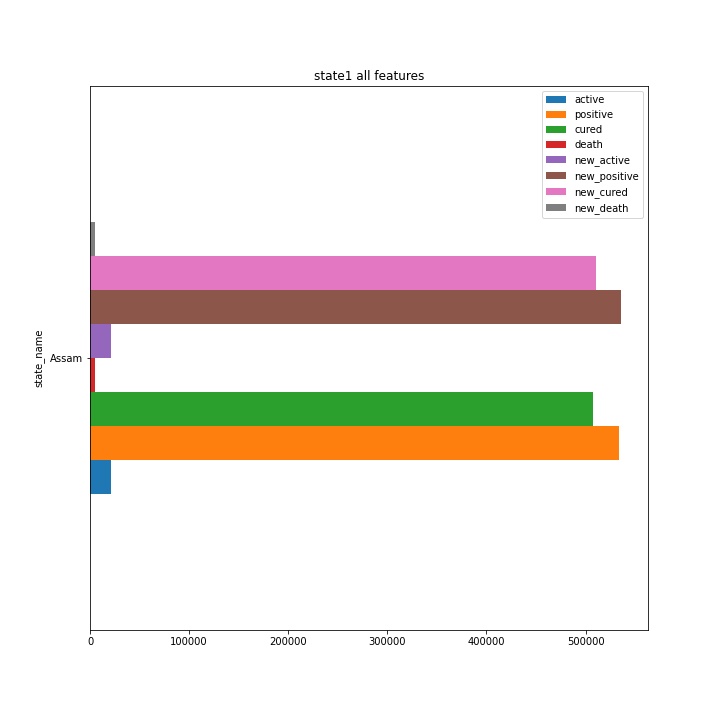 state1 all features
active
positive
cured
death
new_active
new_positive
new_cured
new_death
state_name
Assam
0 100000 200000 300000 400000 500000